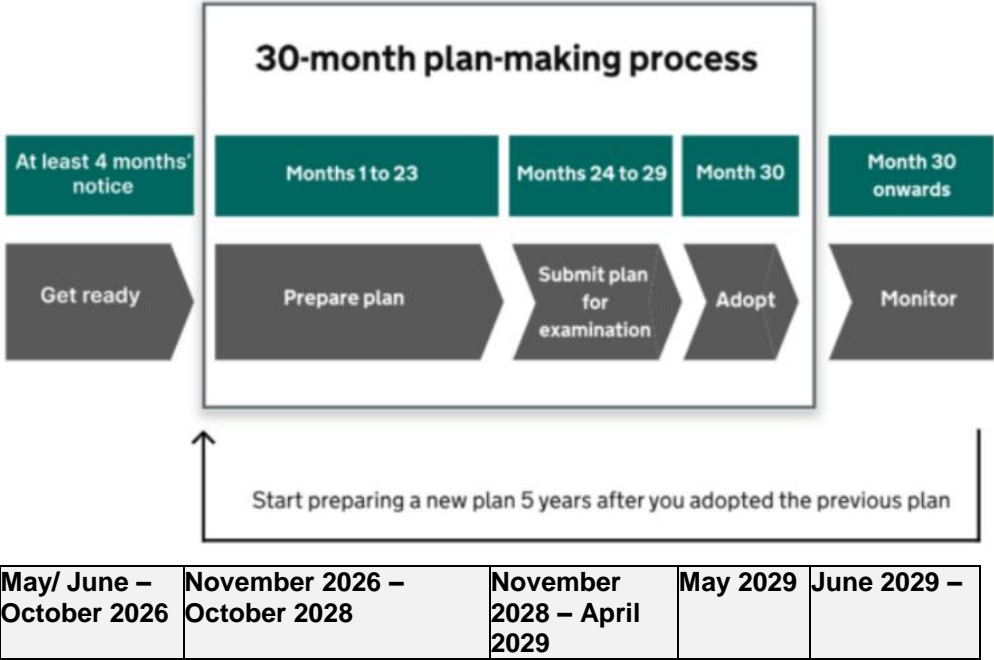 30-month plan-making process
At least 4 months'
notice
Months 1 to 23
Months 24 to 29
Month 30
Month 30
onwards
Get ready
Prepare plan
Submit plan
for
examination
Adopt
Monitor
Start preparing a new plan 5 years after you adopted the previous plan
May/ June –
October 2026
November 2026 –
October 2028
November
2028 – April
2029
May 2029
June 2029 –